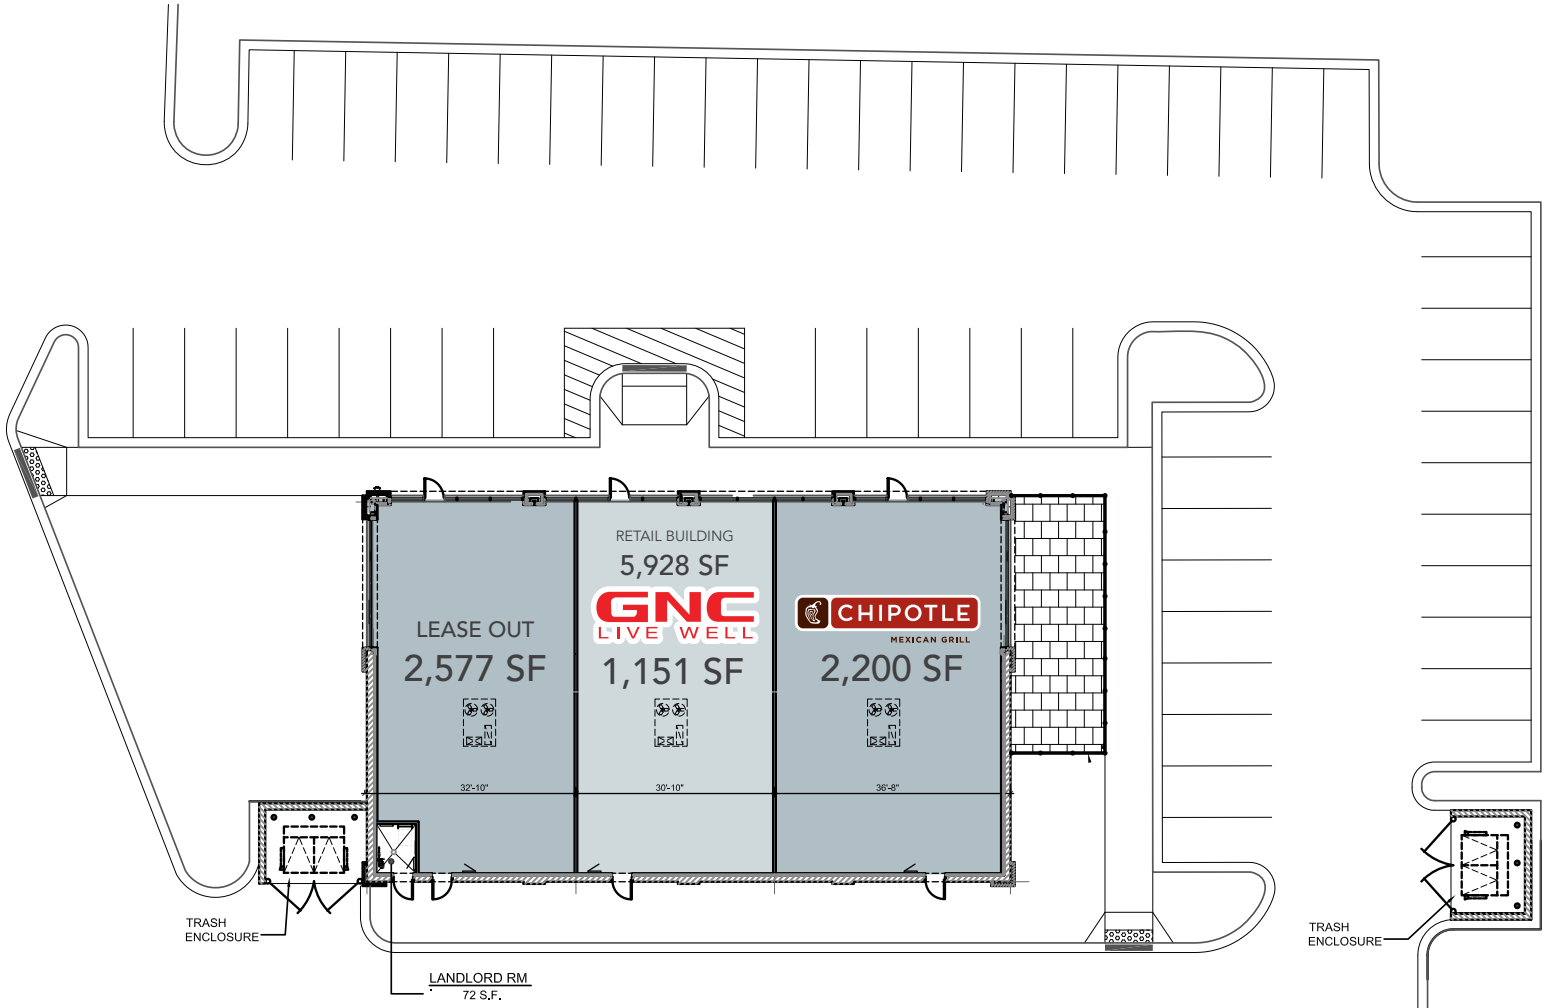 RETAIL BUILDING
5,928 SF
GNC
LIVE WELL
1,151 SF
LEASE OUT
2,577 SF
CHIPOTLE
MEXICAN GRILL
2,200 SF
32'-10"
30'-10"
36'-8"
TRASH
ENCLOSURE
TRASH
ENCLOSURE
LANDLORD RM
72 S.F.